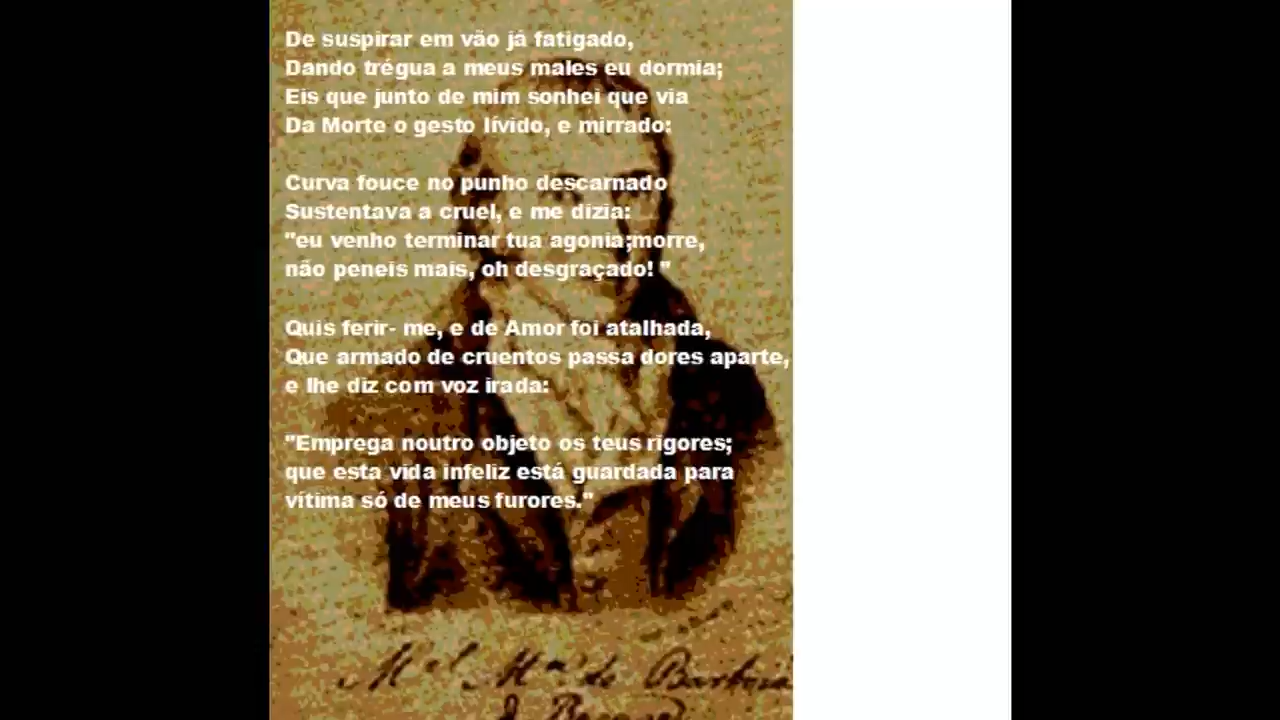 De suspirar em vão já fatigado,
Dando trégua a meus males eu dormia;
Eis que junto de mim sonhei que via
Da Morte o gesto lívido, e mirrado:
Curva fouce no punho descarnado
Sustentava a cruel, e me dizia:
"eu venho terminar tua agonia;morre,
não peneis mais, oh desgraçado! "
Quis ferir- me, e de Amor foi atalhada,
Que armado de cruentos passa dores aparte,
e lhe diz com voz irada:
"Emprega noutro objeto os teus rigores;
que esta vida infeliz está guardada para
vítima só de meus furores."
de Barbosa